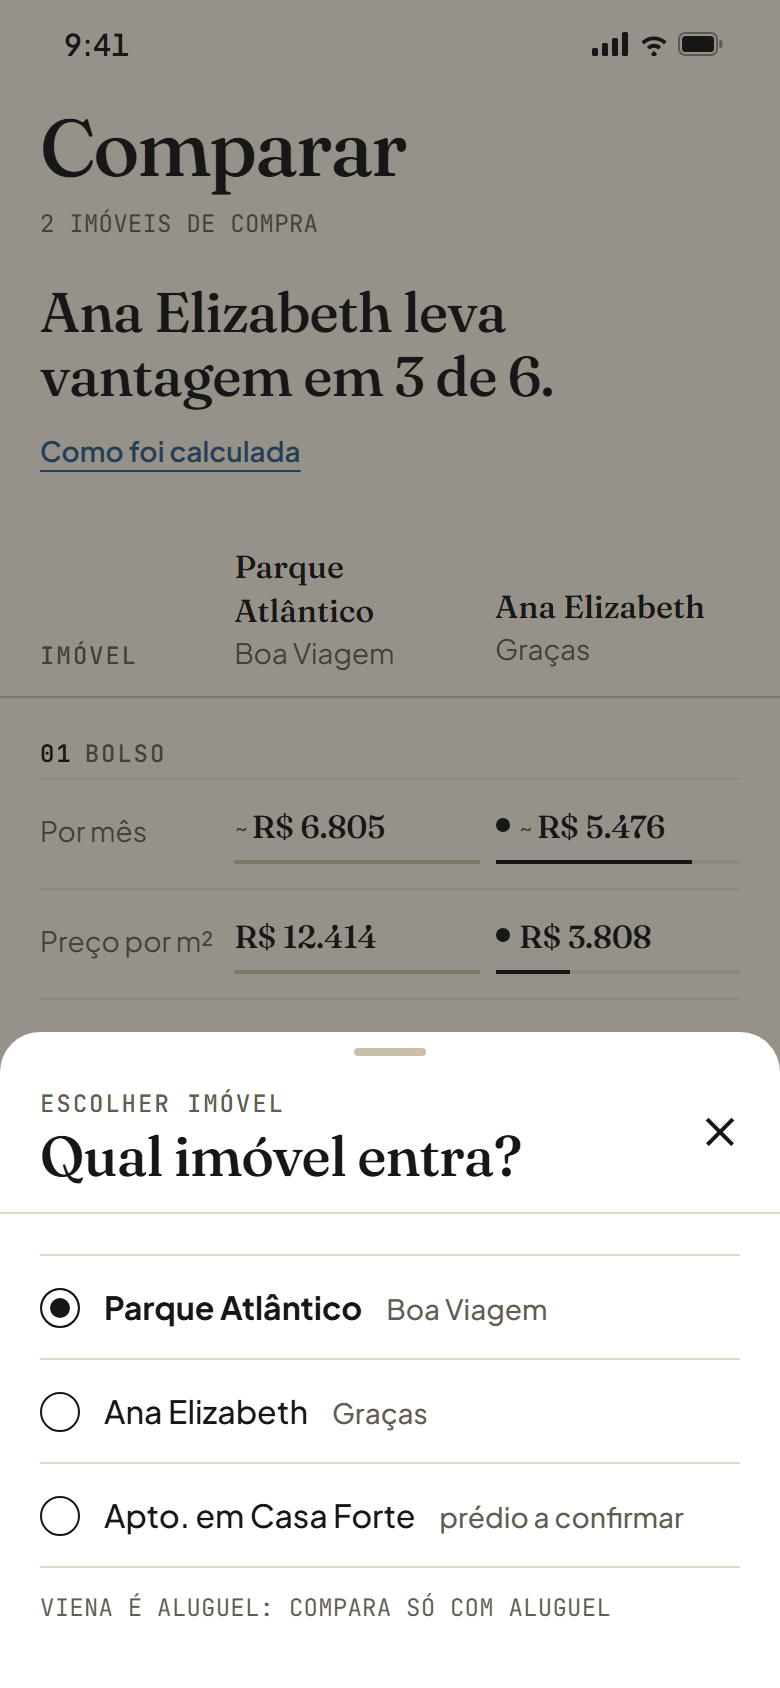 9:41
Comparar
2 IMÓVEIS DE COMPRA
Ana Elizabeth leva
vantagem em 3 de 6.
Como foi calculada
IMÓVEL
Parque
Atlântico
Boa Viagem
Ana Elizabeth
Graças
01 BOLSO
Por mês ~ R$ 6.805 ~ R$ 5.476
Preço por m² R$ 12.414 R$ 3.808
ESCOLHER IMÓVEL
Qual imóvel entra?
Parque Atlântico Boa Viagem
Ana Elizabeth Graças
Apto. em Casa Forte prédio a confirmar
VIENA É ALUGUEL: COMPARA SÓ COM ALUGUEL